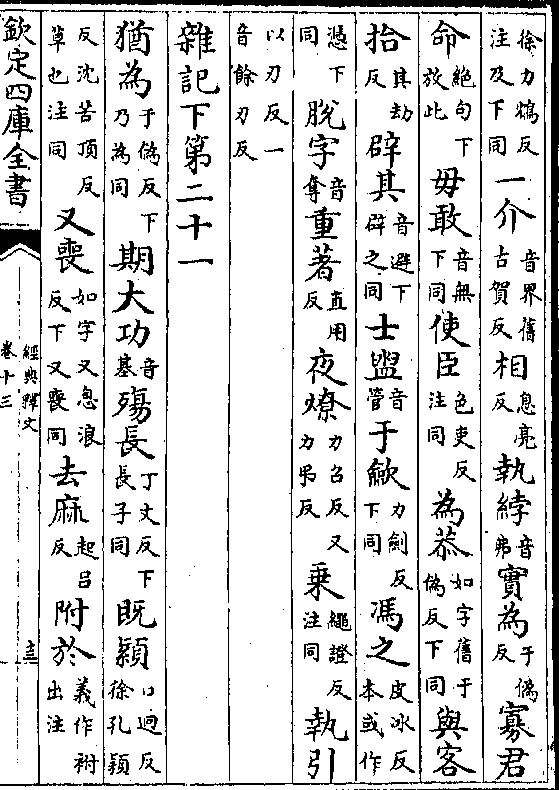 徐力鴆反注及下同一介音界舊古賀反相息亮反執綍音弗實為于偽反寡君
命絕句下放此毋敢音無下同使臣色吏反注同為恭如字舊于偽反下同與客
拾其劫反辟其音避下辟之同士盥音管于斂力劍反下同馮之皮冰反本或作
憑下同脫字音奪重著直用反夜燎力召反又力弔反乗繩證反注同執引
以刃反一音餘刃反
雜記下第二十一
猶為于偽反下乃為同期大功音基殤長丁丈反下長子同既顈口迥反徐孔顈
反沈苦頂反草也注同又喪如字又息浪反下又喪同去麻起呂反附於義作祔出注
欽定四庫全書
經典釋文
卷十三